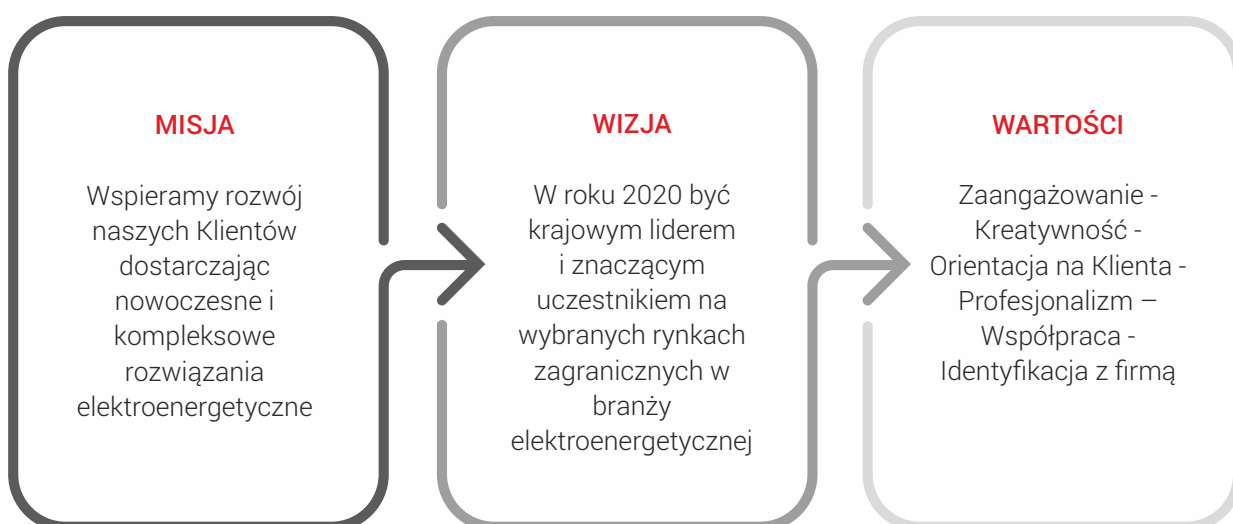 MISJA
Wspieramy rozwój
naszych Klientów
dostarczając
nowoczesne i
kompleksowe
rozwiązania
elektroenergetyczne
WIZJA
W roku 2020 być
krajowym liderem
i znaczącym
uczestnikiem na
wybranych rynkach
zagranicznych w
branży
elektroenergetycznej
WARTOŚCI
Zaangażowanie -
Kreatywność -
Orientacja na Klienta -
Profesjonalizm –
Współpraca -
Identyfikacja z firmą